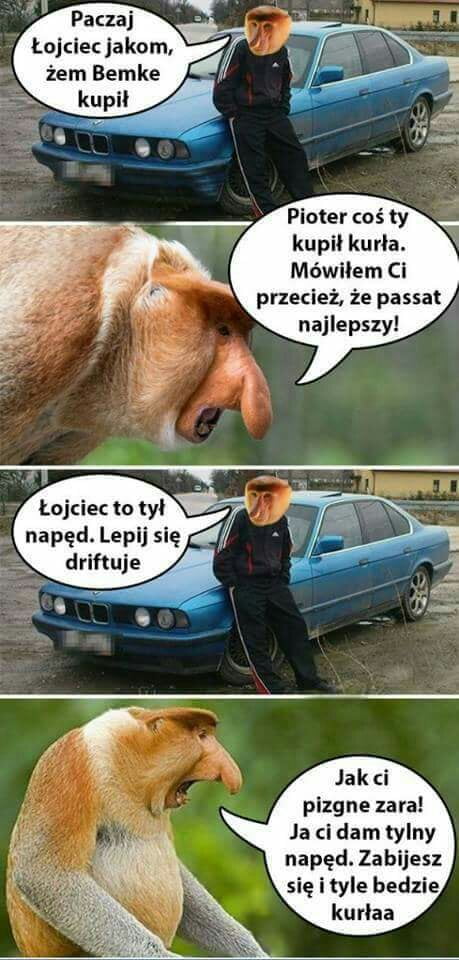 Paczaj
Łojciec jakom,
żem Bemke
kupił
Pioter coś ty
kupił kurła.
Mówiłem Ci
przecież, że passat
najlepszy!
Łojciec to tył
napęd. Lepij się
driftuje
Jak ci
pizgne zara!
Ja ci dam tylny
napęd. Zabijesz
się i tyle bedzie
kurłaa